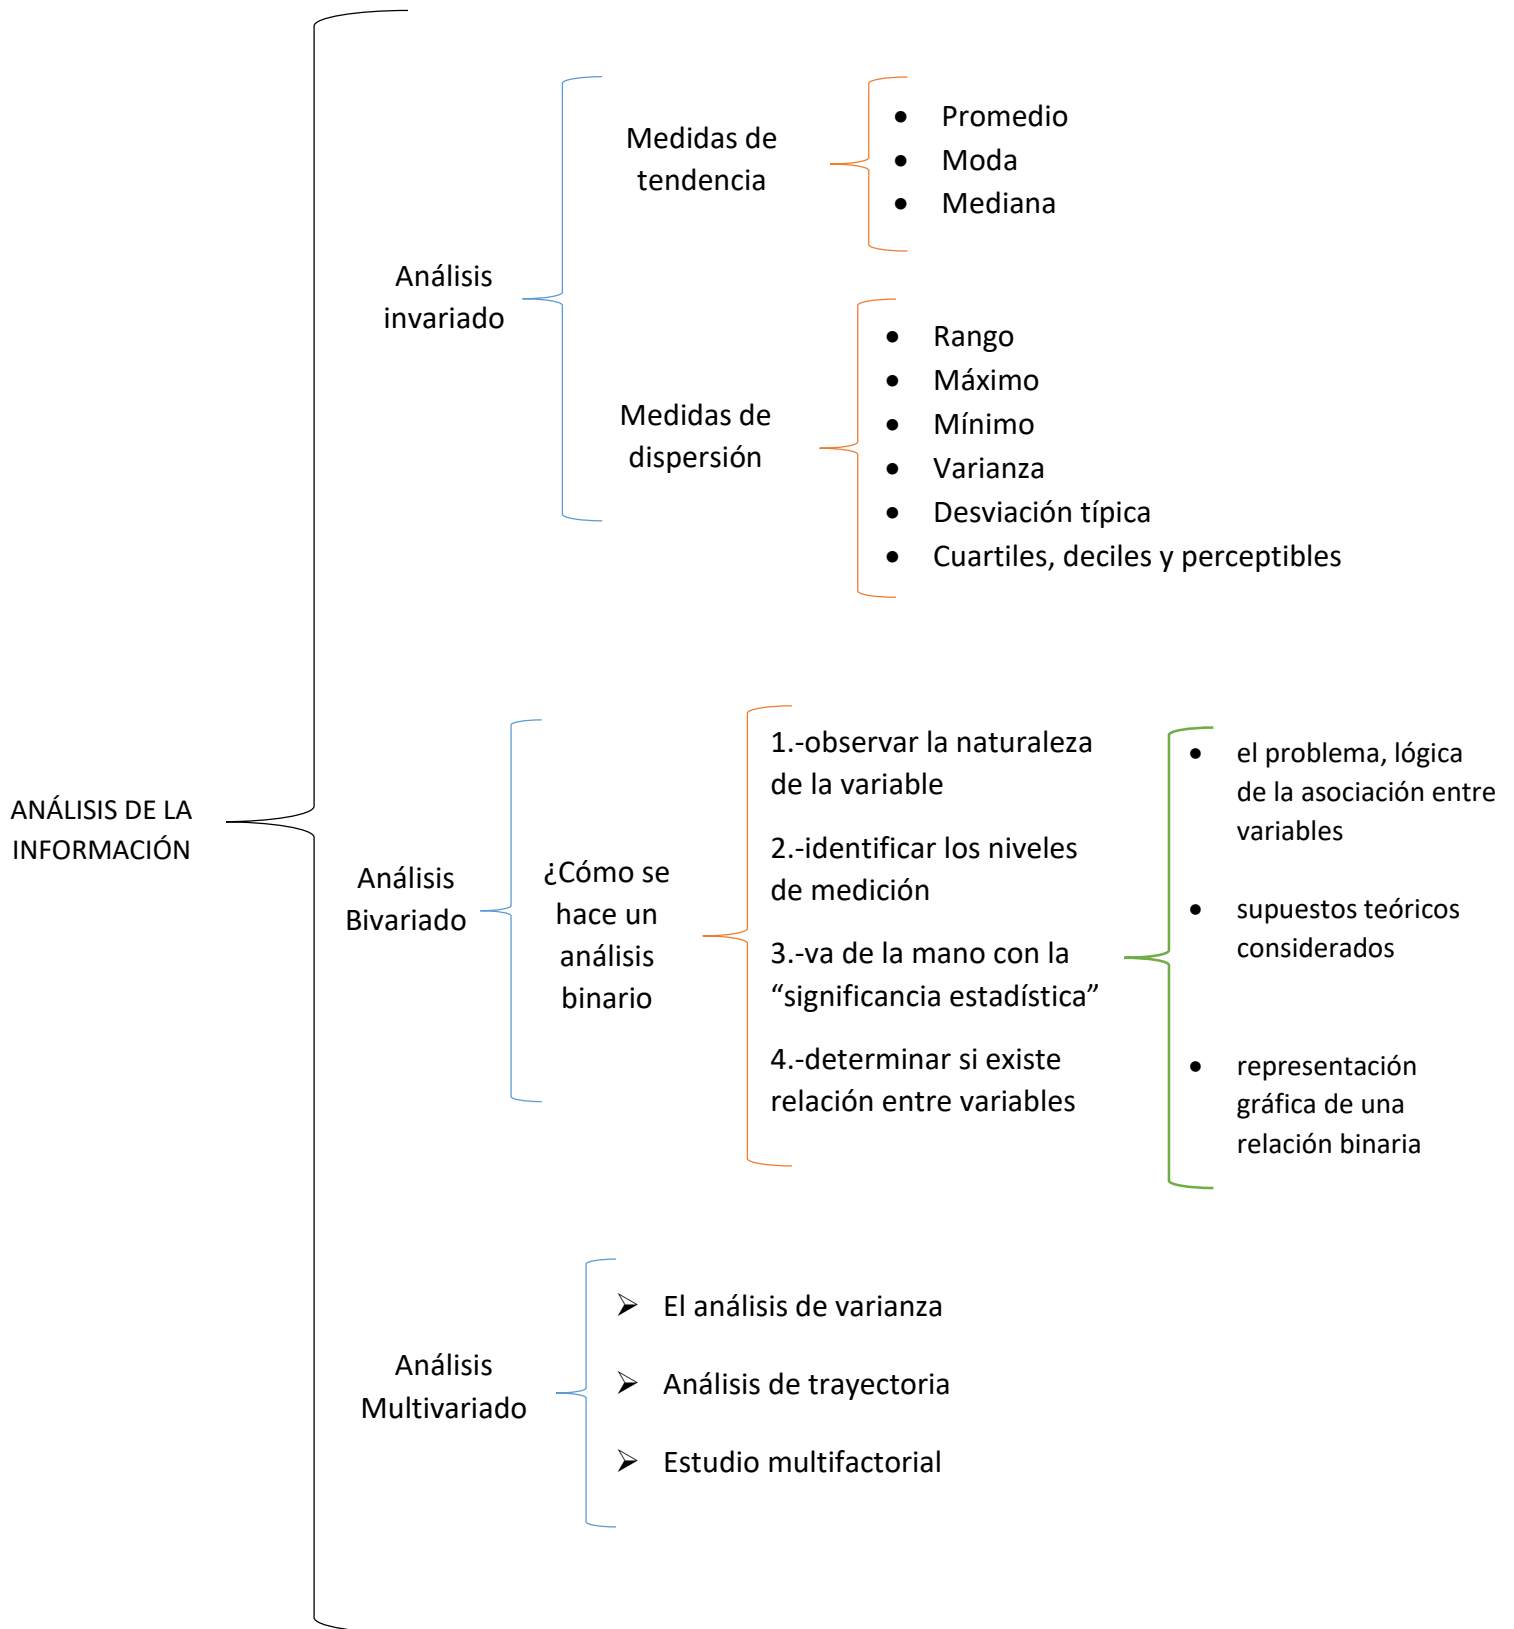 ANÁLISIS DE LA
INFORMACIÓN
Análisis
invariado
Medidas de
tendencia
• Promedio
• Moda
• Mediana
Medidas de
dispersión
• Rango
• Máximo
• Mínimo
• Varianza
• Desviación típica
• Cuartiles, deciles y perceptibles
Análisis
Bivariado
¿Cómo se
hace un
análisis
binario
1.-observar la naturaleza
de la variable
2.-identificar los niveles
de medición
3.-va de la mano con la
“significancia estadística”
4.-determinar si existe
relación entre variables
• el problema, lógica
de la asociación entre
variables
• supuestos teóricos
considerados
• representación
gráfica de una
relación binaria
Análisis
Multivariado
➢ El análisis de varianza
➢ Análisis de trayectoria
➢ Estudio multifactorial